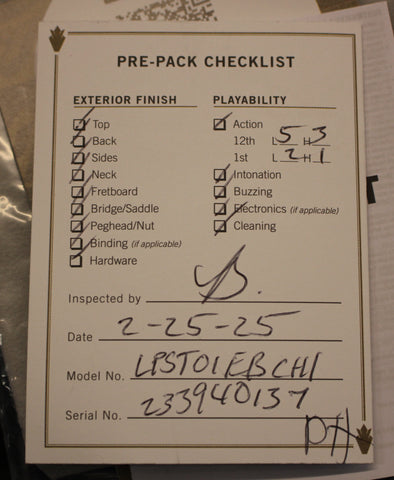 PRE-PACK CHECKLIST
EXTERIOR FINISH
Top
Back
Sides
Neck
Fretboard
Bridge/Saddle
Peghead/Nut
Binding (if applicable)
Hardware
PLAYABILITY
Action
12th L 5 H 3
1st L 2 H 1
Intonation
Buzzing
Electronics (if applicable)
Cleaning
Inspected by
Date 2-25-25
Model No. LPST01EBCH1
Serial No. 233940137